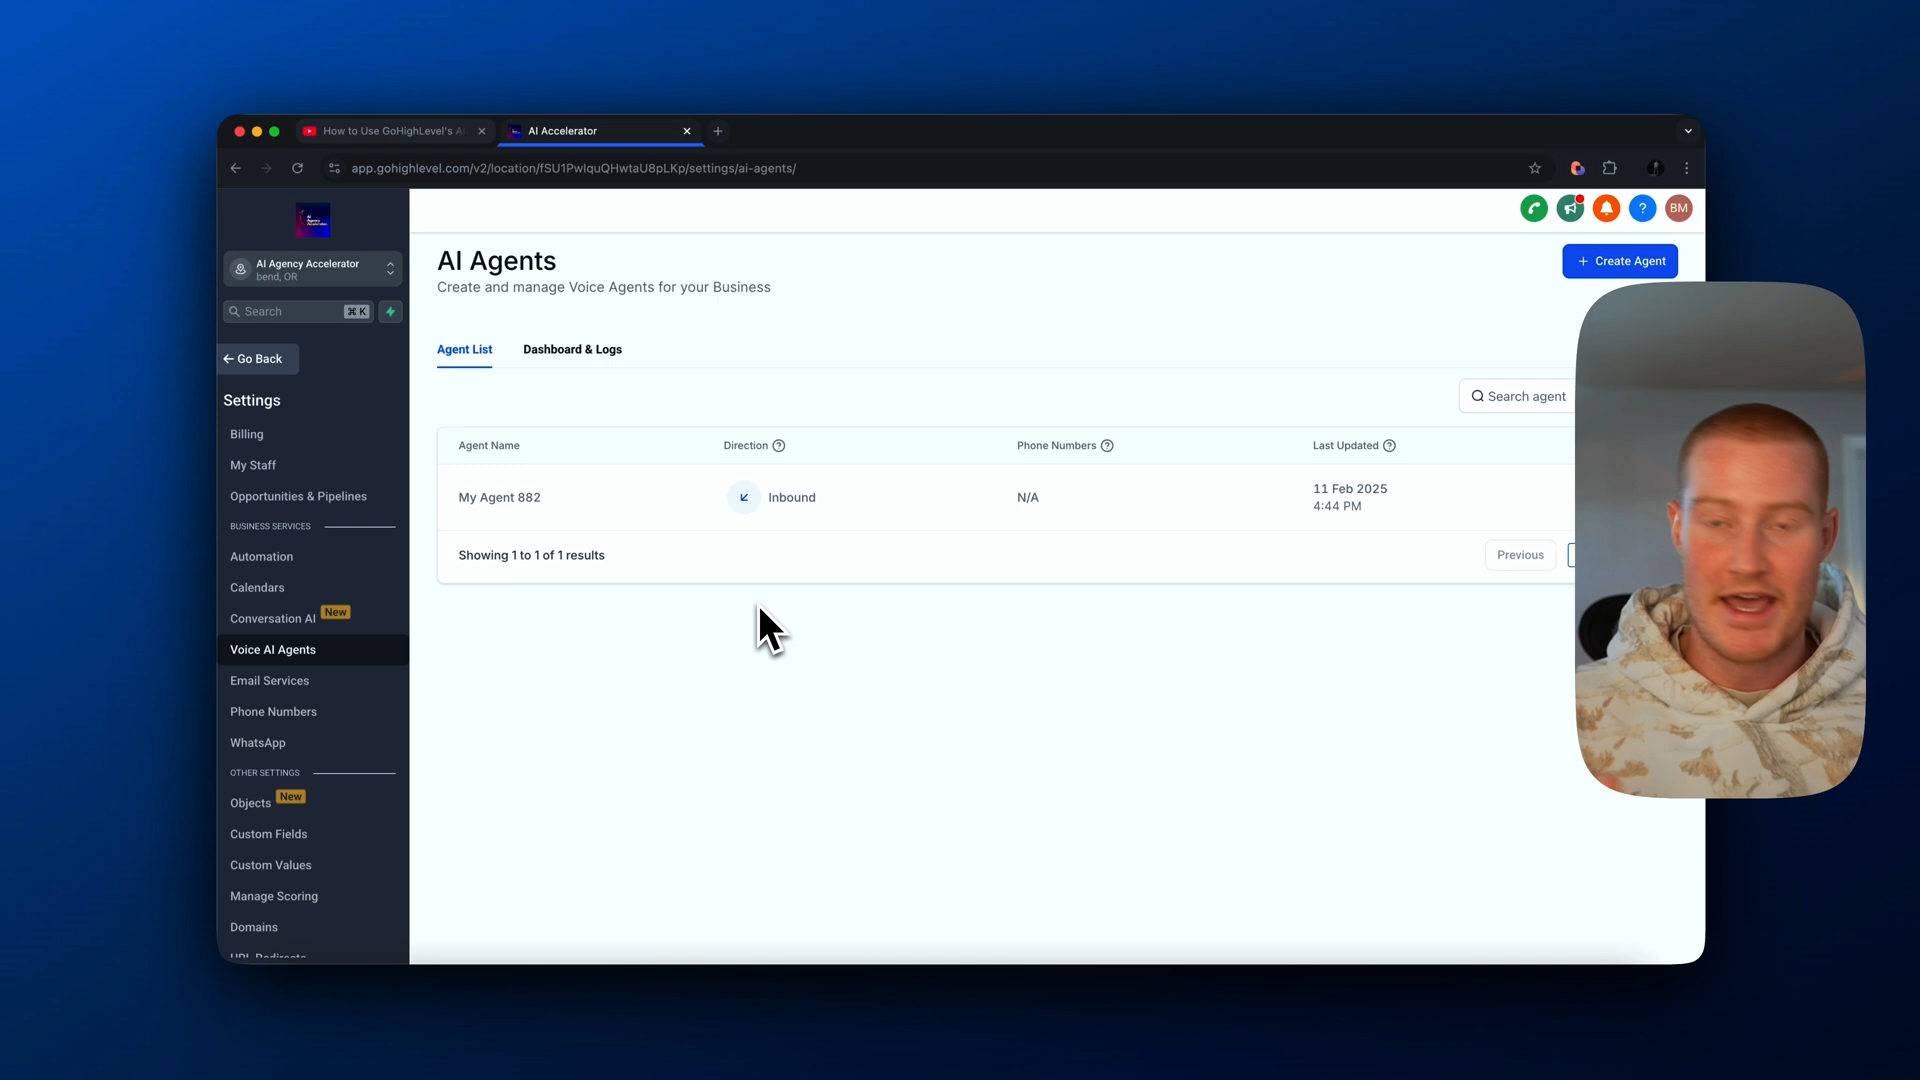 How to Use GoHighLevel's AI
AI Accelerator
app.gohighlevel.com/v2/location/fSU1PwIquQHwtaU8pLKp/settings/ai-agents/
BM
AI Agency Accelerator
bend, OR
Search ⌘ K
Go Back
Settings
Billing
My Staff
Opportunities & Pipelines
BUSINESS SERVICES
Automation
Calendars
Conversation AI New
Voice AI Agents
Email Services
Phone Numbers
WhatsApp
OTHER SETTINGS
Objects New
Custom Fields
Custom Values
Manage Scoring
Domains
URL Redirects
AI Agents
+ Create Agent
Create and manage Voice Agents for your Business
Agent List Dashboard & Logs
Search agent
Agent Name Direction Phone Numbers Last Updated
My Agent 882 Inbound N/A 11 Feb 2025
4:44 PM
Showing 1 to 1 of 1 results Previous